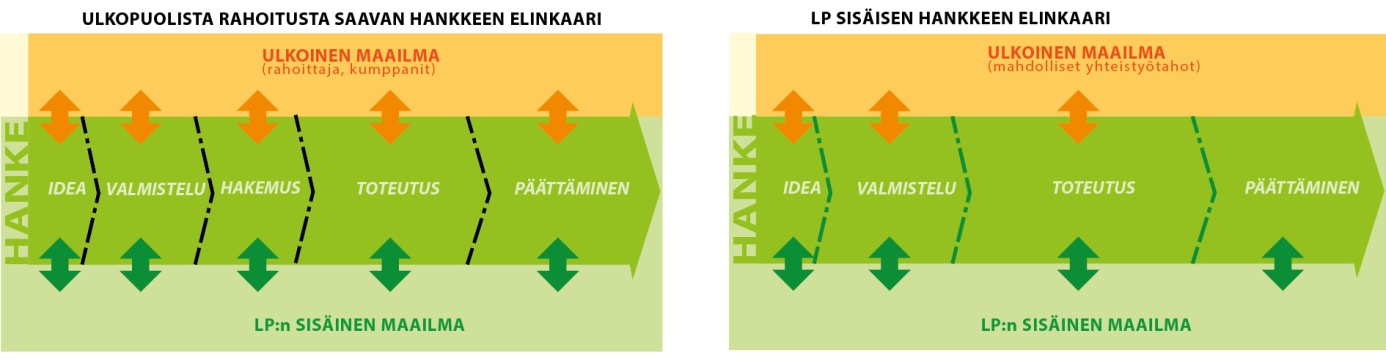 ULKOPUOLISTA RAHOITUSTA SAAVAN HANKKEEN ELINKAARI
ULKOINEN MAAILMA
(rahoittaja, kumppanit)
HANKE
IDEA
VALMISTELU
HAKEMUS
TOTEUTUS
PÄÄTTÄMINEN
LP:n SISÄINEN MAAILMA
LP SISÄISEN HANKKEEN ELINKAARI
ULKOINEN MAAILMA
(mahdolliset yhteistyötahot)
HANKE
IDEA
VALMISTELU
TOTEUTUS
PÄÄTTÄMINEN
LP:n SISÄINEN MAAILMA